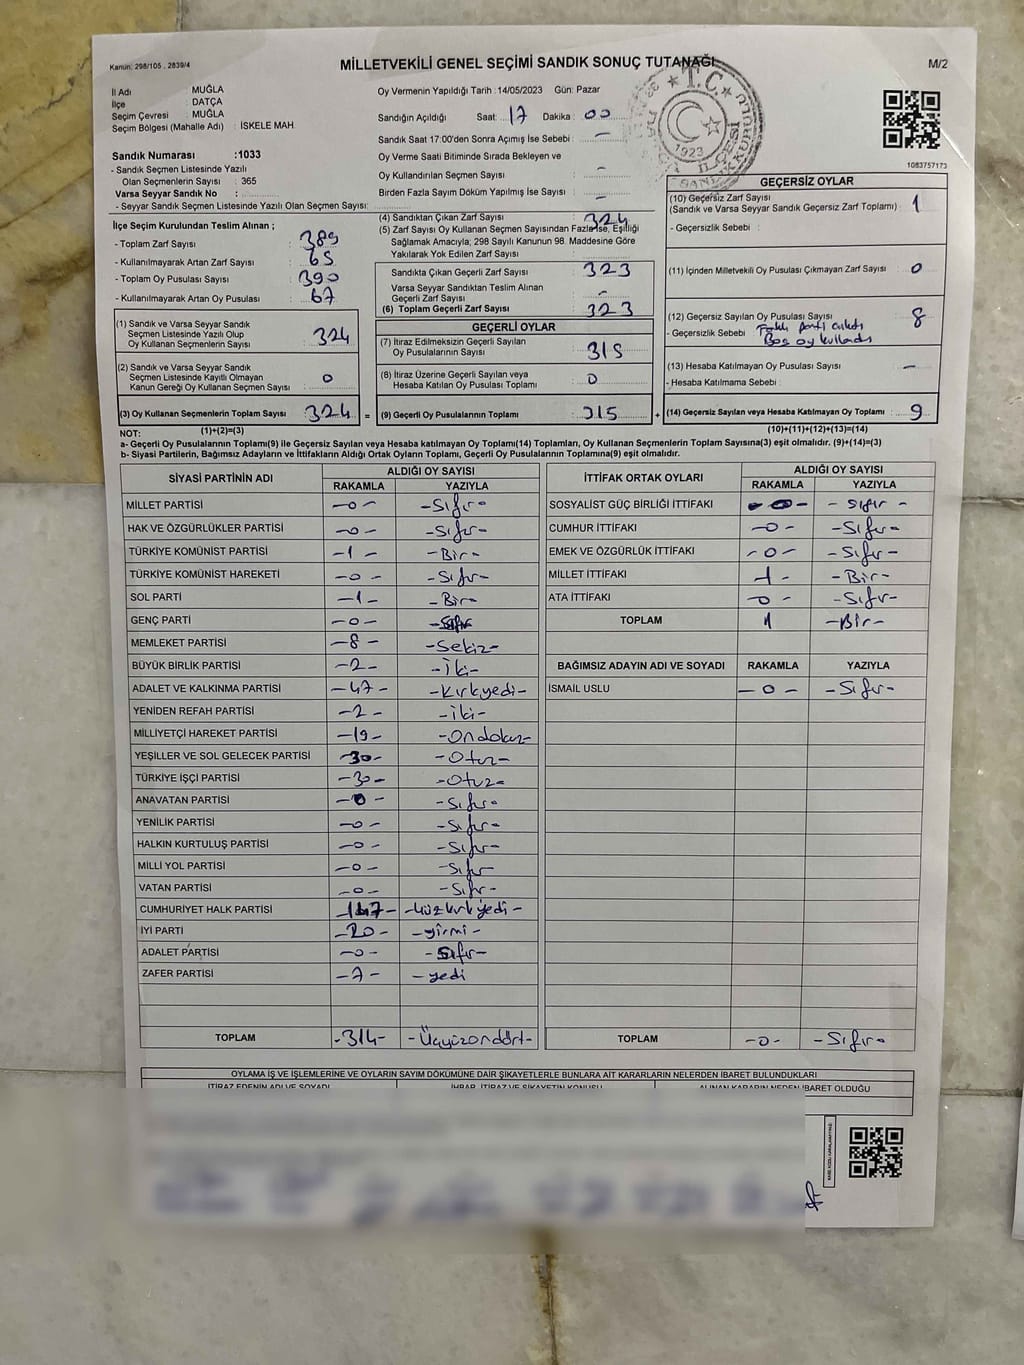 Kanun: 298/105 , 2839/4
MİLLETVEKİLİ GENEL SEÇİMİ SANDIK SONUÇ TUTANAĞI
M/2
İl Adı MUĞLA
İlçe DATÇA
Seçim Çevresi MUĞLA
Seçim Bölgesi (Mahalle Adı) : İSKELE MAH.
Oy Vermenin Yapıldığı Tarih : 14/05/2023 Gün: Pazar
Sandığın Açıldığı Saat : 17 Dakika : 00
Sandık Saat 17:00'den Sonra Açımış İse Sebebi : -
Oy Verme Saati Bitiminde Sırada Bekleyen ve
Oy Kullandırılan Seçmen Sayısı : -
Birden Fazla Sayım Döküm Yapılmış İse Sayısı : -
T.C.
1923
1083757173
Sandık Numarası :1033
- Sandık Seçmen Listesinde Yazılı
Olan Seçmenlerin Sayısı : 365
Varsa Seyyar Sandık No :
- Seyyar Sandık Seçmen Listesinde Yazılı Olan Seçmen Sayısı:
İlçe Seçim Kurulundan Teslim Alınan ;
- Toplam Zarf Sayısı : 389
- Kullanılmayarak Artan Zarf Sayısı : 65
- Toplam Oy Pusulası Sayısı : 390
- Kullanılmayarak Artan Oy Pusulası : 67
(1) Sandık ve Varsa Seyyar Sandık
Seçmen Listesinde Yazılı Olup
Oy Kullanan Seçmenlerin Sayısı : 324
(2) Sandık ve Varsa Seyyar Sandık
Seçmen Listesinde Kayıtlı Olmayan
Kanun Gereği Oy Kullanan Seçmen Sayısı : 0
(3) Oy Kullanan Seçmenlerin Toplam Sayısı : 324 =
(1)+(2)=(3)
(4) Sandıktan Çıkan Zarf Sayısı : 324
(5) Zarf Sayısı Oy Kullanan Seçmen Sayısından Fazla İse, Eşitliği
Sağlamak Amacıyla; 298 Sayılı Kanunun 98. Maddesine Göre
Yakılarak Yok Edilen Zarf Sayısı :
Sandıkta Çıkan Geçerli Zarf Sayısı : 323
Varsa Seyyar Sandıktan Teslim Alınan
Geçerli Zarf Sayısı : -
(6) Toplam Geçerli Zarf Sayısı : 323
GEÇERLİ OYLAR
(7) İtiraz Edilmeksizin Geçerli Sayılan
Oy Pusulalarının Sayısı : 315
(8) İtiraz Üzerine Geçerli Sayılan veya
Hesaba Katılan Oy Pusulası Toplamı : 0
(9) Geçerli Oy Pusulalarının Toplamı : 315 +
GEÇERSİZ OYLAR
(10) Geçersiz Zarf Sayısı
(Sandık ve Varsa Seyyar Sandık Geçersiz Zarf Toplamı) : 1
- Geçersizlik Sebebi :
(11) İçinden Milletvekili Oy Pusulası Çıkmayan Zarf Sayısı : 0
(12) Geçersiz Sayılan Oy Pusulası Sayısı : 8
- Geçersizlik Sebebi :
Boş oy kullandı
(13) Hesaba Katılmayan Oy Pusulası Sayısı : -
- Hesaba Katılmama Sebebi :
(14) Geçersiz Sayılan veya Hesaba Katılmayan Oy Toplamı : 9
(10)+(11)+(12)+(13)=(14)
NOT:
a- Geçerli Oy Pusulalarının Toplamı(9) ile Geçersiz Sayılan veya Hesaba katılmayan Oy Toplamı(14) Toplamları, Oy Kullanan Seçmenlerin Toplam Sayısına(3) eşit olmalıdır. (9)+(14)=(3)
b- Siyasi Partilerin, Bağımsız Adayların ve İttifakların Aldığı Ortak Oyların Toplamı, Geçerli Oy Pusulalarının Toplamına(9) eşit olmalıdır.
SİYASİ PARTİNİN ADI ALDIĞI OY SAYISI
RAKAMLA YAZIYLA
MİLLET PARTİSİ -0- -Sıfır-
HAK VE ÖZGÜRLÜKLER PARTİSİ -0- -Sıfır-
TÜRKİYE KOMÜNİST PARTİSİ -1- -Bir-
TÜRKİYE KOMÜNİST HAREKETİ -0- -Sıfır-
SOL PARTİ -1- -Bir-
GENÇ PARTİ -0- -Sıfır-
MEMLEKET PARTİSİ -8- -Sekiz-
BÜYÜK BİRLİK PARTİSİ -2- -İki-
ADALET VE KALKINMA PARTİSİ -47- -Kırkyedi-
YENİDEN REFAH PARTİSİ -2- -İki-
MİLLİYETÇİ HAREKET PARTİSİ -19- -Ondokuz-
YEŞİLLER VE SOL GELECEK PARTİSİ -30- -Otuz-
TÜRKİYE İŞÇİ PARTİSİ -30- -Otuz-
ANAVATAN PARTİSİ -0- -Sıfır-
YENİLİK PARTİSİ -0- -Sıfır-
HALKIN KURTULUŞ PARTİSİ -0- -Sıfır-
MİLLİ YOL PARTİSİ -0- -Sıfır-
VATAN PARTİSİ -0- -Sıfır-
CUMHURİYET HALK PARTİSİ -147- -Yüzkırkyedi-
İYİ PARTİ -20- -yirmi-
ADALET PARTİSİ -0- -Sıfır-
ZAFER PARTİSİ -7- -yedi
TOPLAM -314- -Üçyüzondört-
İTTİFAK ORTAK OYLARI ALDIĞI OY SAYISI
RAKAMLA YAZIYLA
SOSYALİST GÜÇ BİRLİĞİ İTTİFAKI -0- -Sıfır-
CUMHUR İTTİFAKI -0- -Sıfır-
EMEK VE ÖZGÜRLÜK İTTİFAKI -0- -Sıfır-
MİLLET İTTİFAKI -1- -Bir-
ATA İTTİFAKI -0- -Sıfır-
TOPLAM 1 -Bir-
BAĞIMSIZ ADAYIN ADI VE SOYADI RAKAMLA YAZIYLA
İSMAİL USLU -0- -Sıfır-
TOPLAM -0- -Sıfır-
OYLAMA İŞ VE İŞLEMLERİNE VE OYLARIN SAYIM DÖKÜMÜNE DAİR ŞİKAYETLERLE BUNLARA AİT KARARLARIN NELERDEN İBARET BULUNDUKLARI
İTİRAZ EDENİN ADI VE SOYADI İHBAR, İTİRAZ VE ŞİKAYETİN KONUSU ALINAN KARARIN NEDEN İBARET OLDUĞU